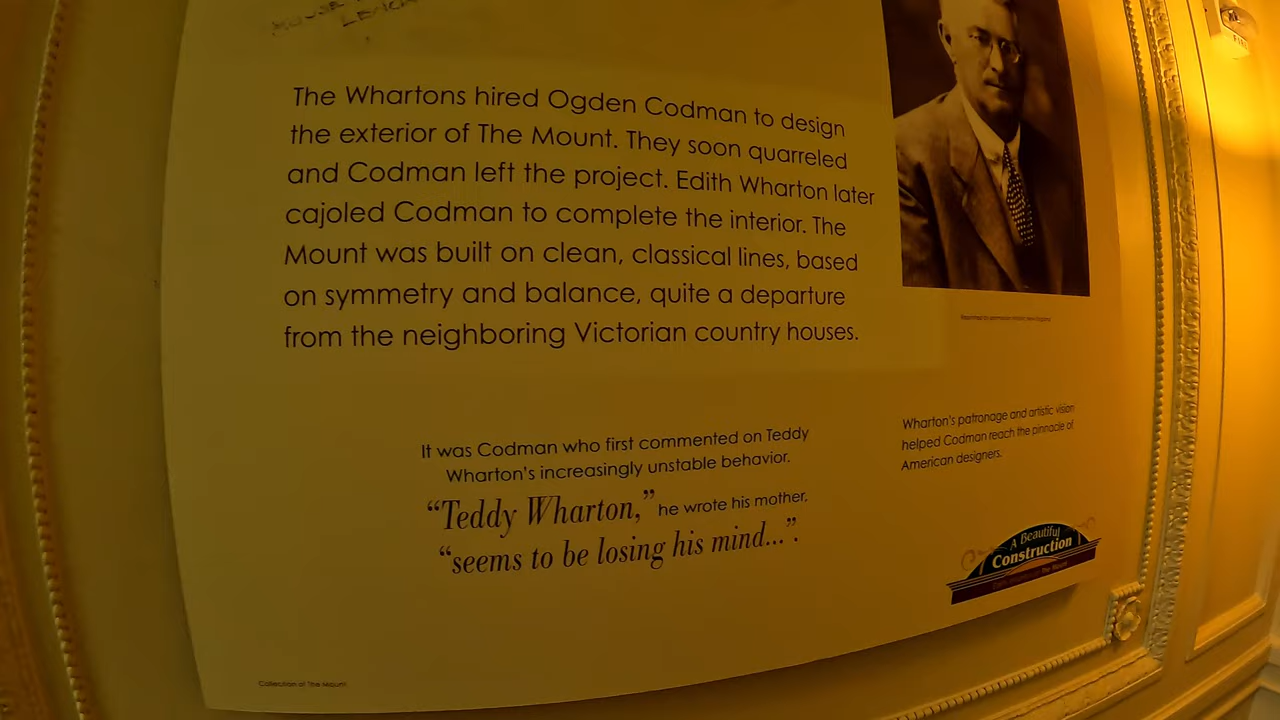 HOUSE
The Whartons hired Ogden Codman to design
the exterior of The Mount. They soon quarreled
and Codman left the project. Edith Wharton later
cajoled Codman to complete the interior. The
Mount was built on clean, classical lines, based
on symmetry and balance, quite a departure
from the neighboring Victorian country houses.
It was Codman who first commented on Teddy
Wharton's increasingly unstable behavior.
“Teddy Wharton,” he wrote his mother,
“seems to be losing his mind...”.
Wharton's patronage and artistic vision
helped Codman reach the pinnacle of
American designers.
A Beautiful
Construction
Collection of The Mount